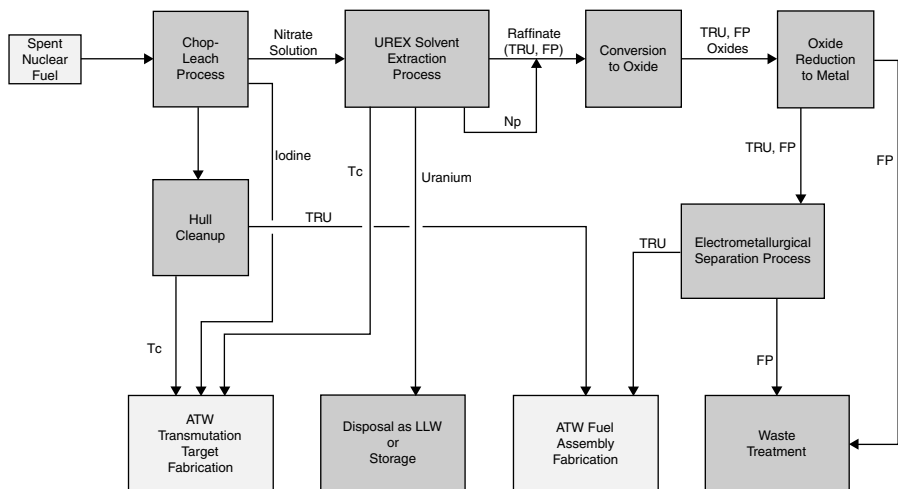 Spent
Nuclear
Fuel
Chop-
Leach
Process
Nitrate
Solution
UREX Solvent
Extraction
Process
Raffinate
(TRU, FP)
Conversion
to Oxide
TRU, FP
Oxides
Oxide
Reduction
to Metal
Np
Iodine
Tc
Uranium
TRU, FP
FP
Hull
Cleanup
TRU
TRU
Electrometallurgical
Separation Process
Tc
FP
ATW
Transmutation
Target
Fabrication
Disposal as LLW
or
Storage
ATW Fuel
Assembly
Fabrication
Waste
Treatment